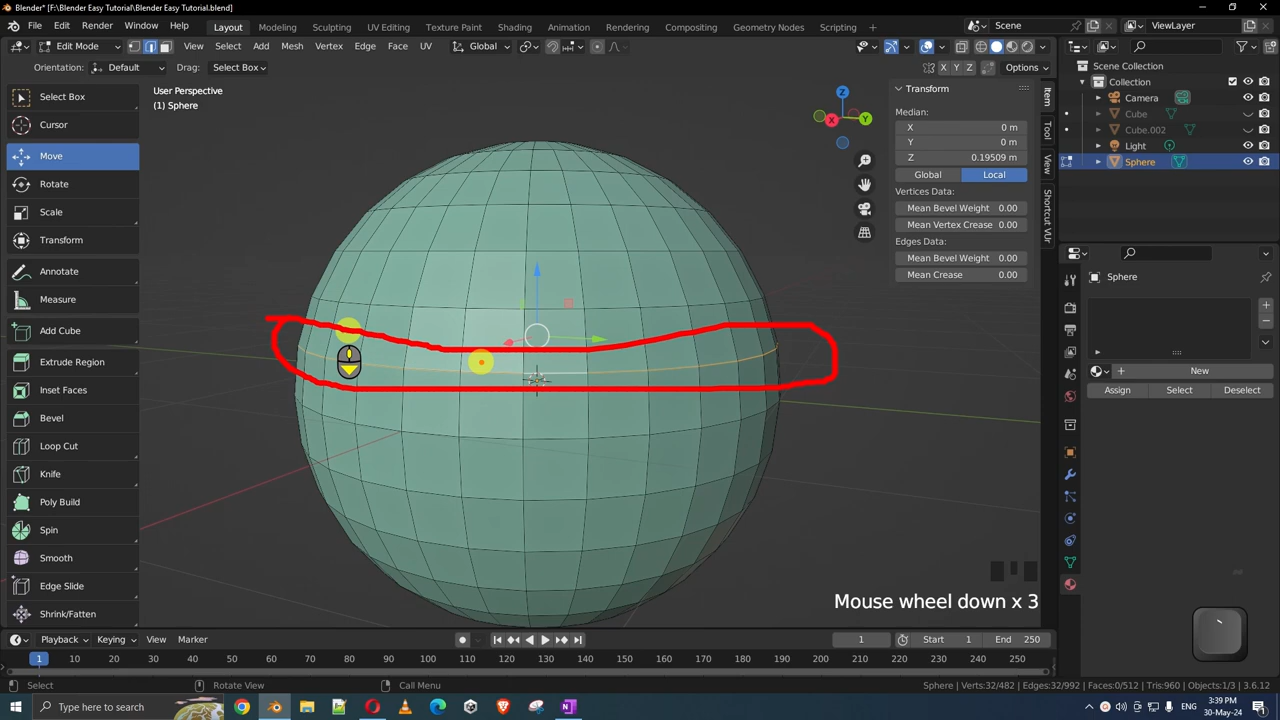 Blender* [F:\Blender Easy Tutorial\Blender Easy Tutorial.blend]
File Edit Render Window Help Layout Modeling Sculpting UV Editing Texture Paint Shading Animation Rendering Compositing Geometry Nodes Scripting Scene ViewLayer
Edit Mode View Select Add Mesh Vertex Edge Face UV Global
Orientation: Default Drag: Select Box X Y Z Options
User Perspective
(1) Sphere
Select Box
Cursor
Move
Rotate
Scale
Transform
Annotate
Measure
Add Cube
Extrude Region
Inset Faces
Bevel
Loop Cut
Knife
Poly Build
Spin
Smooth
Edge Slide
Shrink/Fatten
Z
X
Y
Transform
Median:
X 0 m
Y 0 m
Z 0.19509 m
Global Local
Vertices Data:
Mean Bevel Weight 0.00
Mean Vertex Crease 0.00
Edges Data:
Mean Bevel Weight 0.00
Mean Crease 0.00
Item
Tool
View
Shortcut VUr
Scene Collection
Collection
Camera
Cube
Cube.002
Light
Sphere
Sphere
New
Assign Select Deselect
Mouse wheel down x 3
Playback Keying View Marker 1 Start 1 End 250
1 10 20 30 40 50 60 70 80 90 100 110 120 130 140 150 160 170 180 190 200 210 220 230 240 250
Select Rotate View Call Menu Sphere | Verts:32/482 | Edges:32/992 | Faces:0/512 | Tris:960 | Objects:1/3 | 3.6.12
Type here to search
3:39 PM
30-May-24